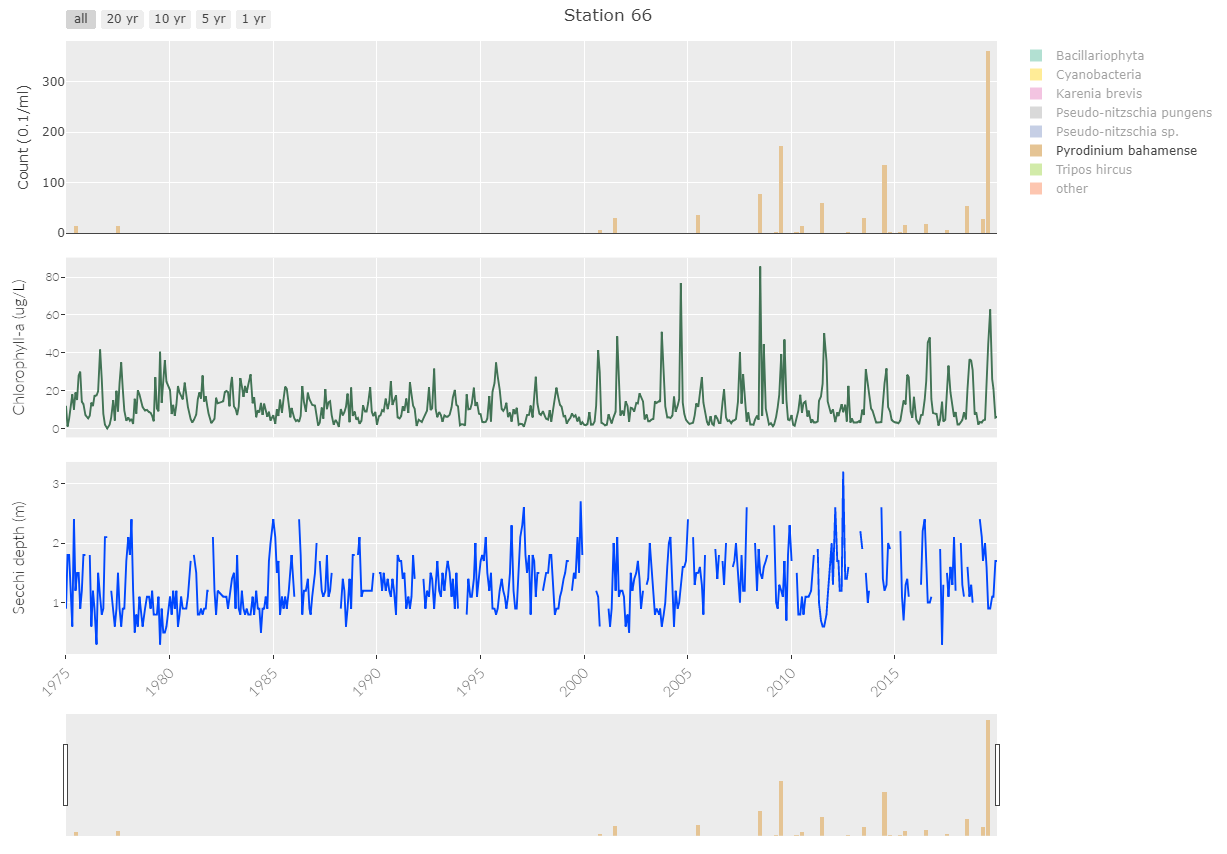 Station 66
all 20 yr 10 yr 5 yr 1 yr
Count (0.1/ml)
300
200
100
0
Bacillariophyta
Cyanobacteria
Karenia brevis
Pseudo-nitzschia pungens
Pseudo-nitzschia sp.
Pyrodinium bahamense
Tripos hircus
other
Chlorophyll-a (ug/L)
80
60
40
20
0
Secchi depth (m)
3
2
1
1975 1980 1985 1990 1995 2000 2005 2010 2015